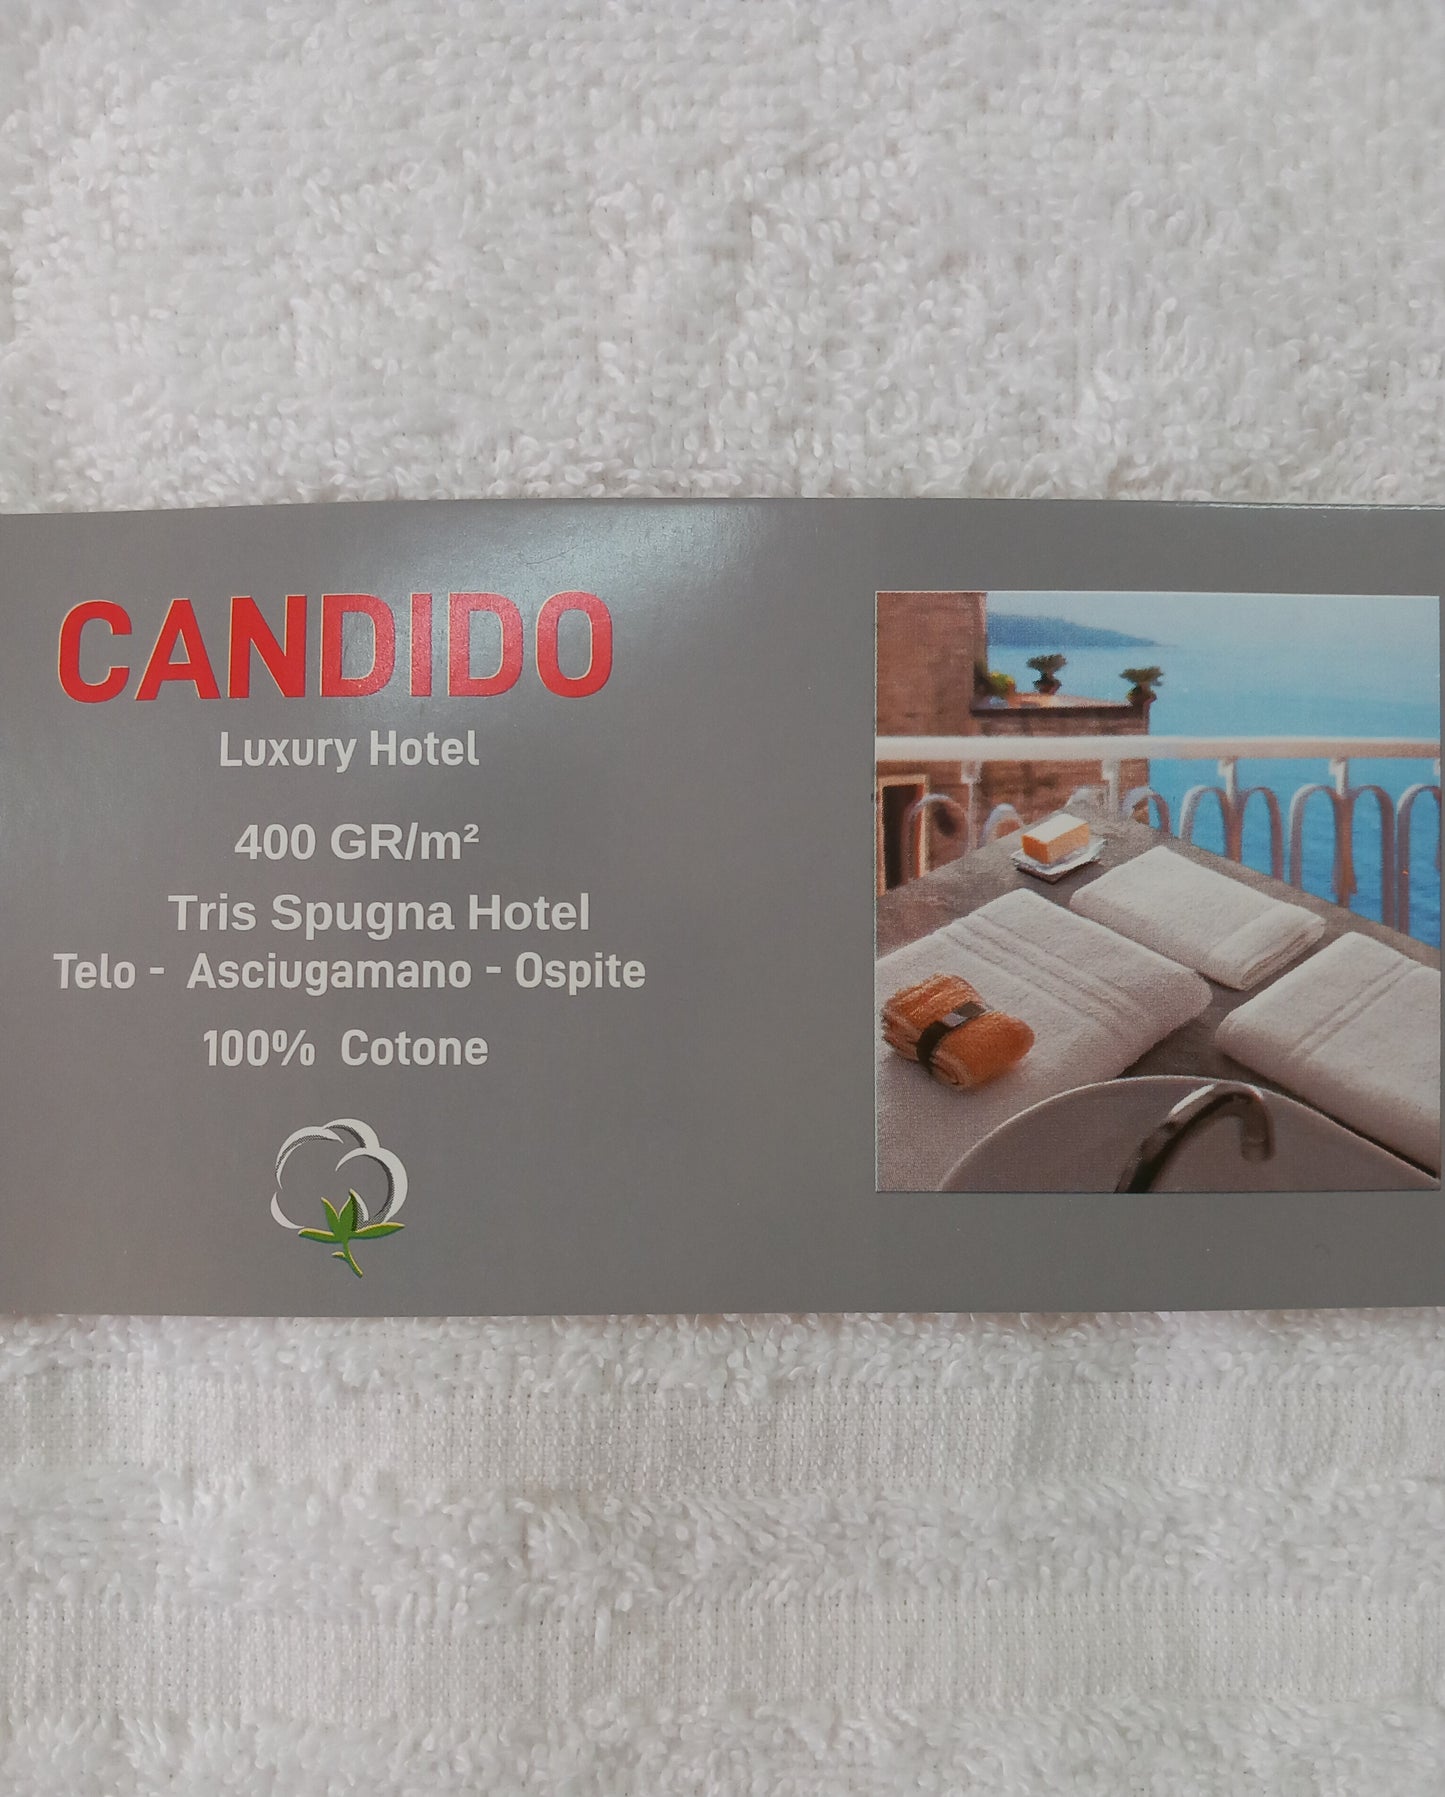 CANDIDO
Luxury Hotel
400 GR/m²
Tris Spugna Hotel
Telo - Asciugamano - Ospite
100% Cotone